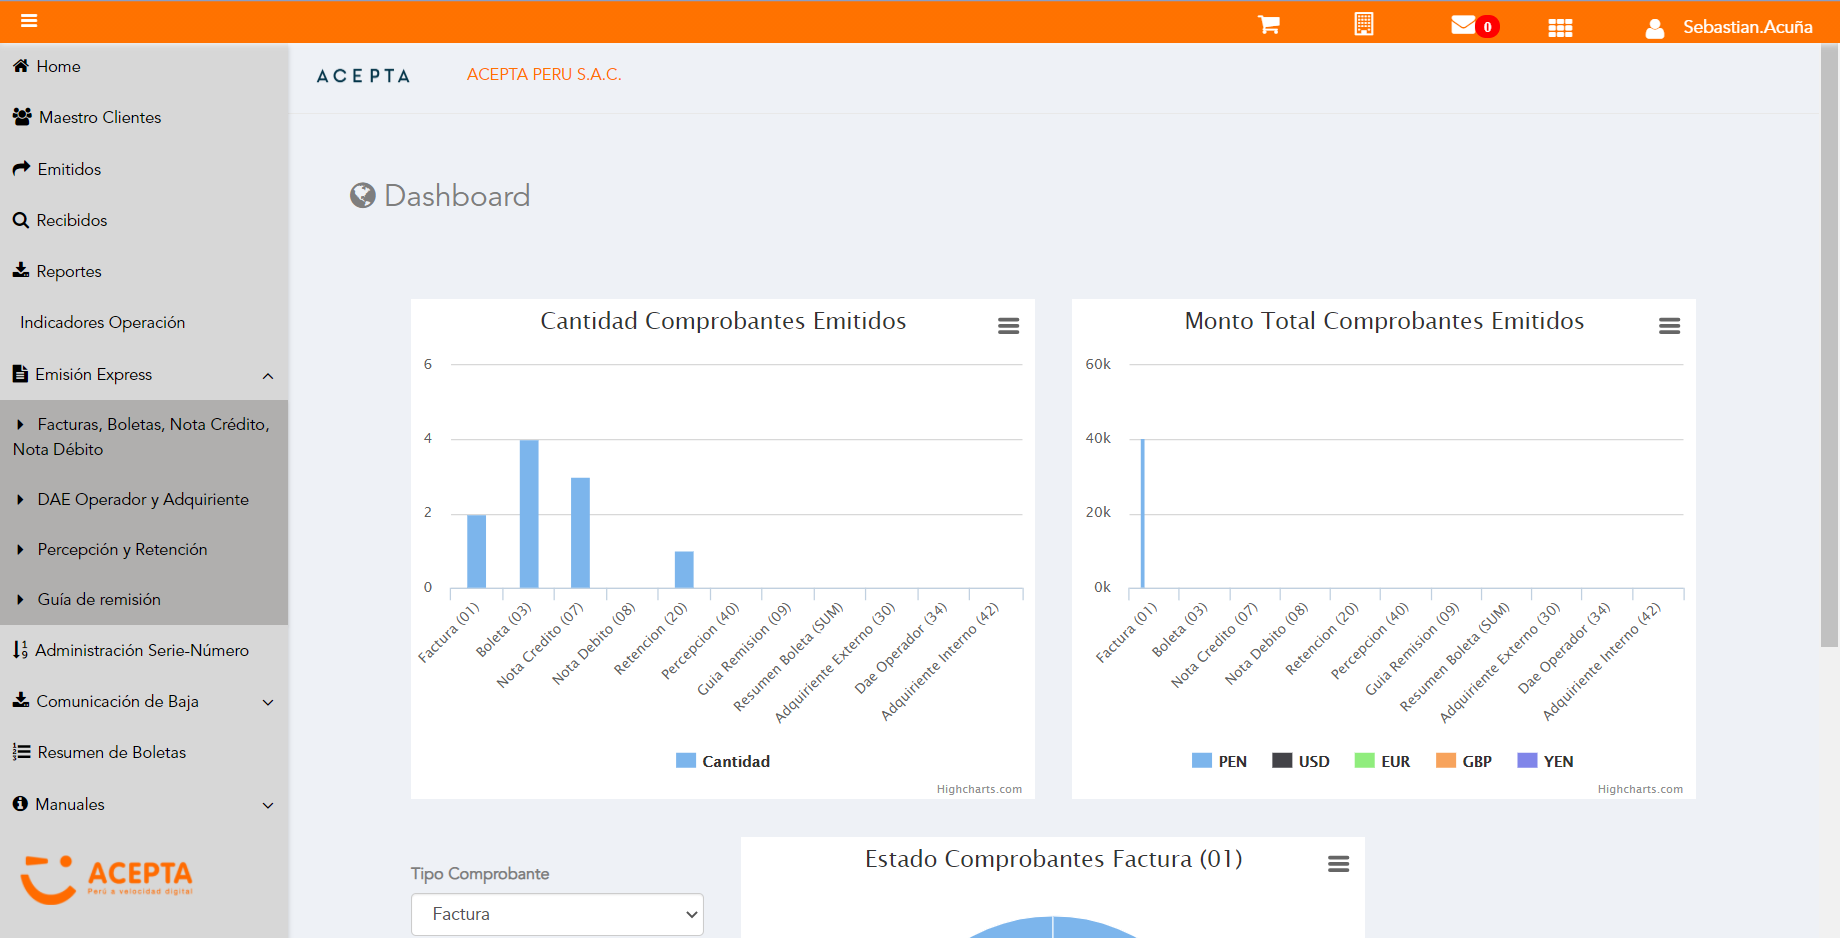 0
Sebastian.Acuña
Home
Maestro Clientes
Emitidos
Recibidos
Reportes
Indicadores Operación
Emisión Express
Facturas, Boletas, Nota Crédito,
Nota Débito
DAE Operador y Adquiriente
Percepción y Retención
Guía de remisión
Administración Serie-Número
Comunicación de Baja
Resumen de Boletas
Manuales
ACEPTA
Perú a velocidad digital
ACEPTA
ACEPTA PERU S.A.C.
Dashboard
Cantidad Comprobantes Emitidos
6
4
2
0
Factura (01)
Boleta (03)
Nota Credito (07)
Nota Debito (08)
Retencion (20)
Percepcion (40)
Guia Remision (09)
Resumen Boleta (SUM)
Adquiriente Externo (30)
Dae Operador (34)
Adquiriente Interno (42)
Cantidad
Highcharts.com
Monto Total Comprobantes Emitidos
60k
40k
20k
0k
Factura (01)
Boleta (03)
Nota Credito (07)
Nota Debito (08)
Retencion (20)
Percepcion (40)
Guia Remision (09)
Resumen Boleta (SUM)
Adquiriente Externo (30)
Dae Operador (34)
Adquiriente Interno (42)
PEN USD EUR GBP YEN
Highcharts.com
Tipo Comprobante
Factura
Estado Comprobantes Factura (01)